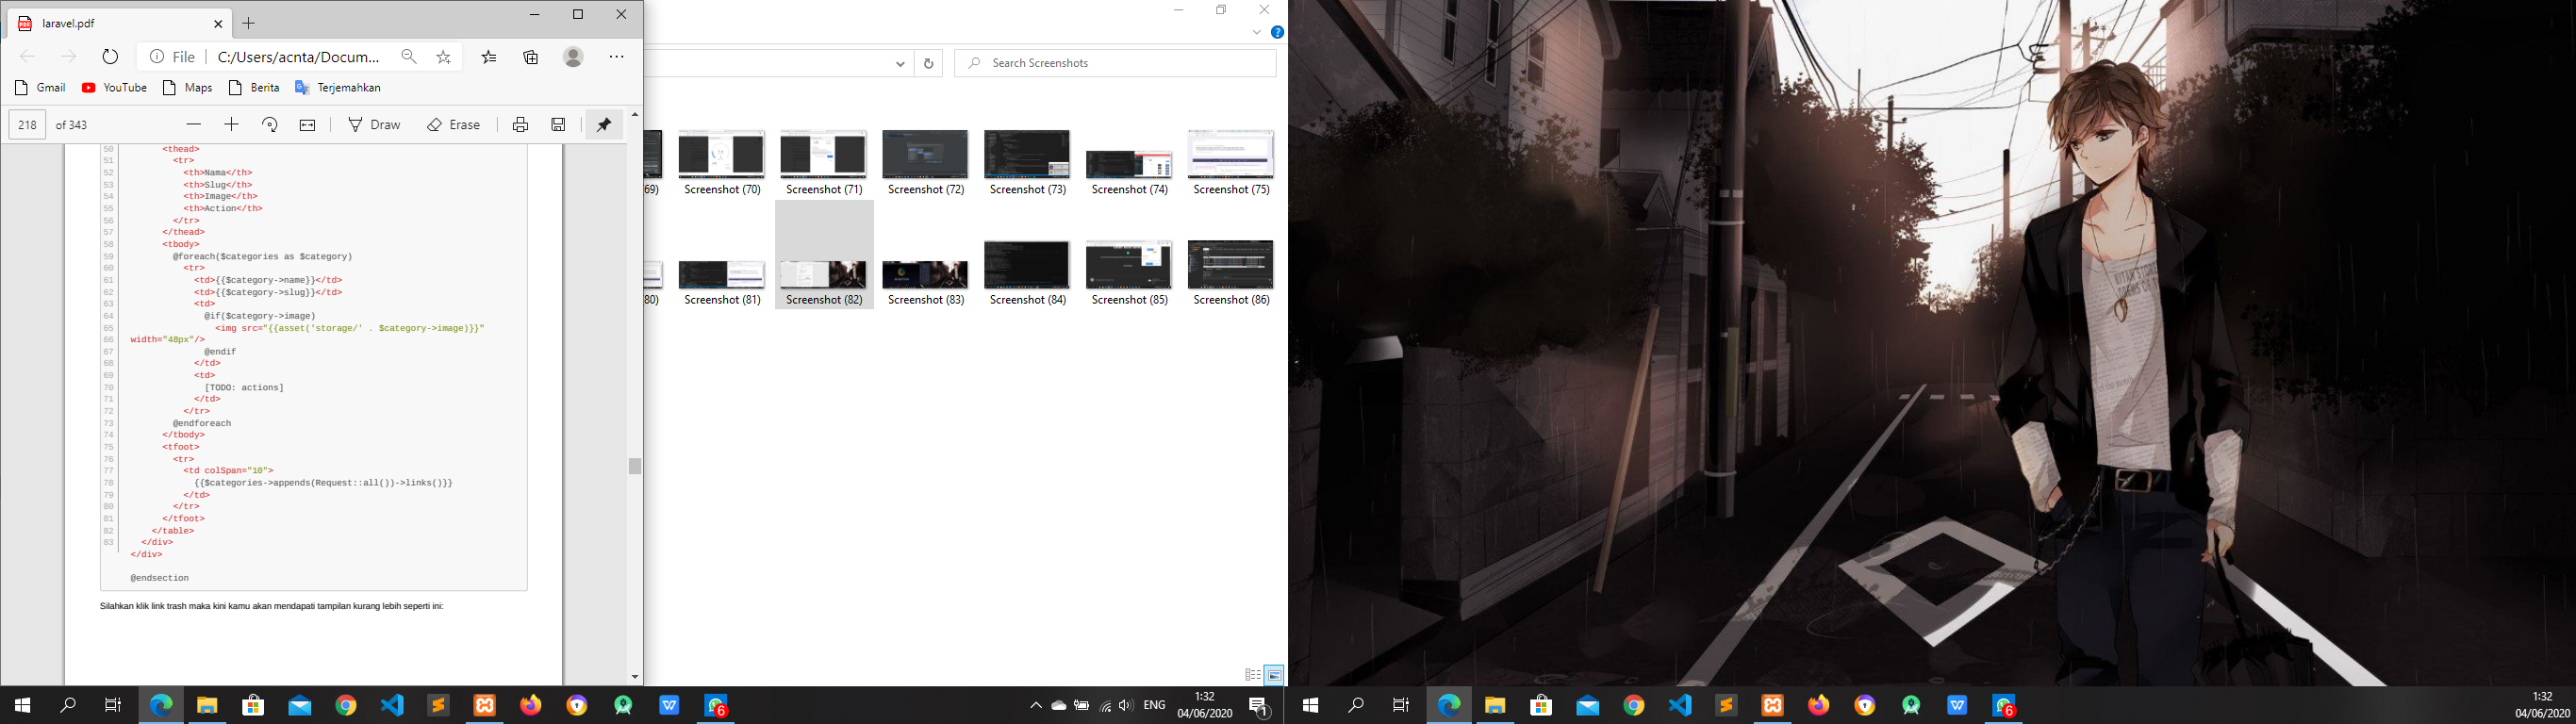 laravel.pdf
File
C:/Users/acnta/Docum...
Gmail
YouTube
Maps
Berita
Terjemahkan
218
of 343
Draw
Erase
50 <thead>
51 <tr>
52 <th>Nama</th>
53 <th>Slug</th>
54 <th>Image</th>
55 <th>Action</th>
56 </tr>
57 </thead>
58 <tbody>
59 @foreach($categories as $category)
60 <tr>
61 <td>{{$category->name}}</td>
62 <td>{{$category->slug}}</td>
63 <td>
64 @if($category->image)
65 <img src="{{asset('storage/' . $category->image)}}"
66 width="48px"/>
67 @endif
68 </td>
69 <td>
70 [TODO: actions]
71 </td>
72 </tr>
73 @endforeach
74 </tbody>
75 <tfoot>
76 <tr>
77 <td colSpan="10">
78 {{$categories->appends(Request::all())->links()}}
79 </td>
80 </tr>
81 </tfoot>
82 </table>
83 </div>
</div>
@endsection
Silahkan klik link trash maka kini kamu akan mendapati tampilan kurang lebih seperti ini:
Search Screenshots
69)
Screenshot (70)
Screenshot (71)
Screenshot (72)
Screenshot (73)
Screenshot (74)
Screenshot (75)
80)
Screenshot (81)
Screenshot (82)
Screenshot (83)
Screenshot (84)
Screenshot (85)
Screenshot (86)
6
ENG
1:32
04/06/2020
1
6
1:32
04/06/2020